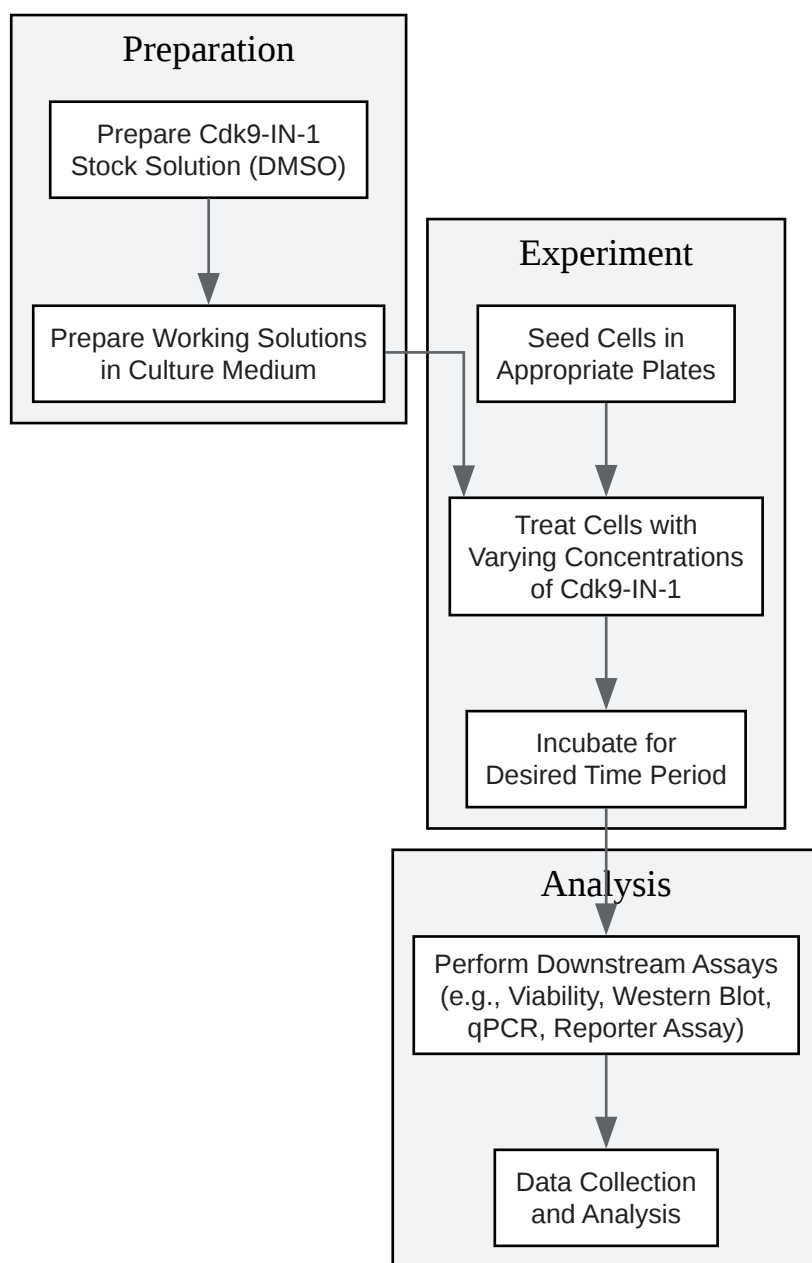 Preparation
Prepare Cdk9-IN-1
Stock Solution (DMSO)
Prepare Working Solutions
in Culture Medium
Experiment
Seed Cells in
Appropriate Plates
Treat Cells with
Varying Concentrations
of Cdk9-IN-1
Incubate for
Desired Time Period
Analysis
Perform Downstream Assays
(e.g., Viability, Western Blot,
qPCR, Reporter Assay)
Data Collection
and Analysis